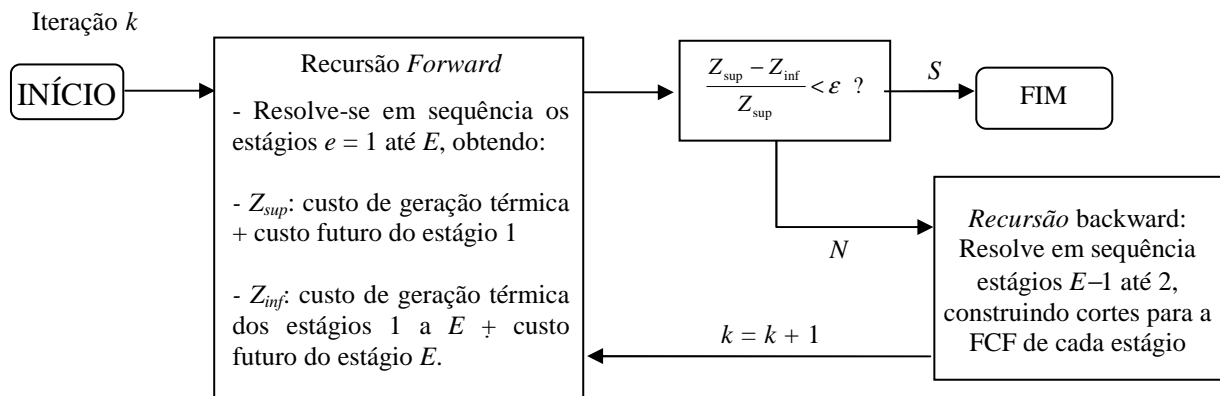 Iteração k
INÍCIO
Recursão Forward
- Resolve-se em sequência os
estágios e = 1 até E, obtendo:
- Z_sup: custo de geração térmica
+ custo futuro do estágio 1
- Z_inf: custo de geração térmica
dos estágios 1 a E + custo
futuro do estágio E.
(Z_sup − Z_inf) / Z_sup < ε ?
S
FIM
N
Recursão backward:
Resolve em sequência
estágios E−1 até 2,
construindo cortes para a
FCF de cada estágio
k = k + 1